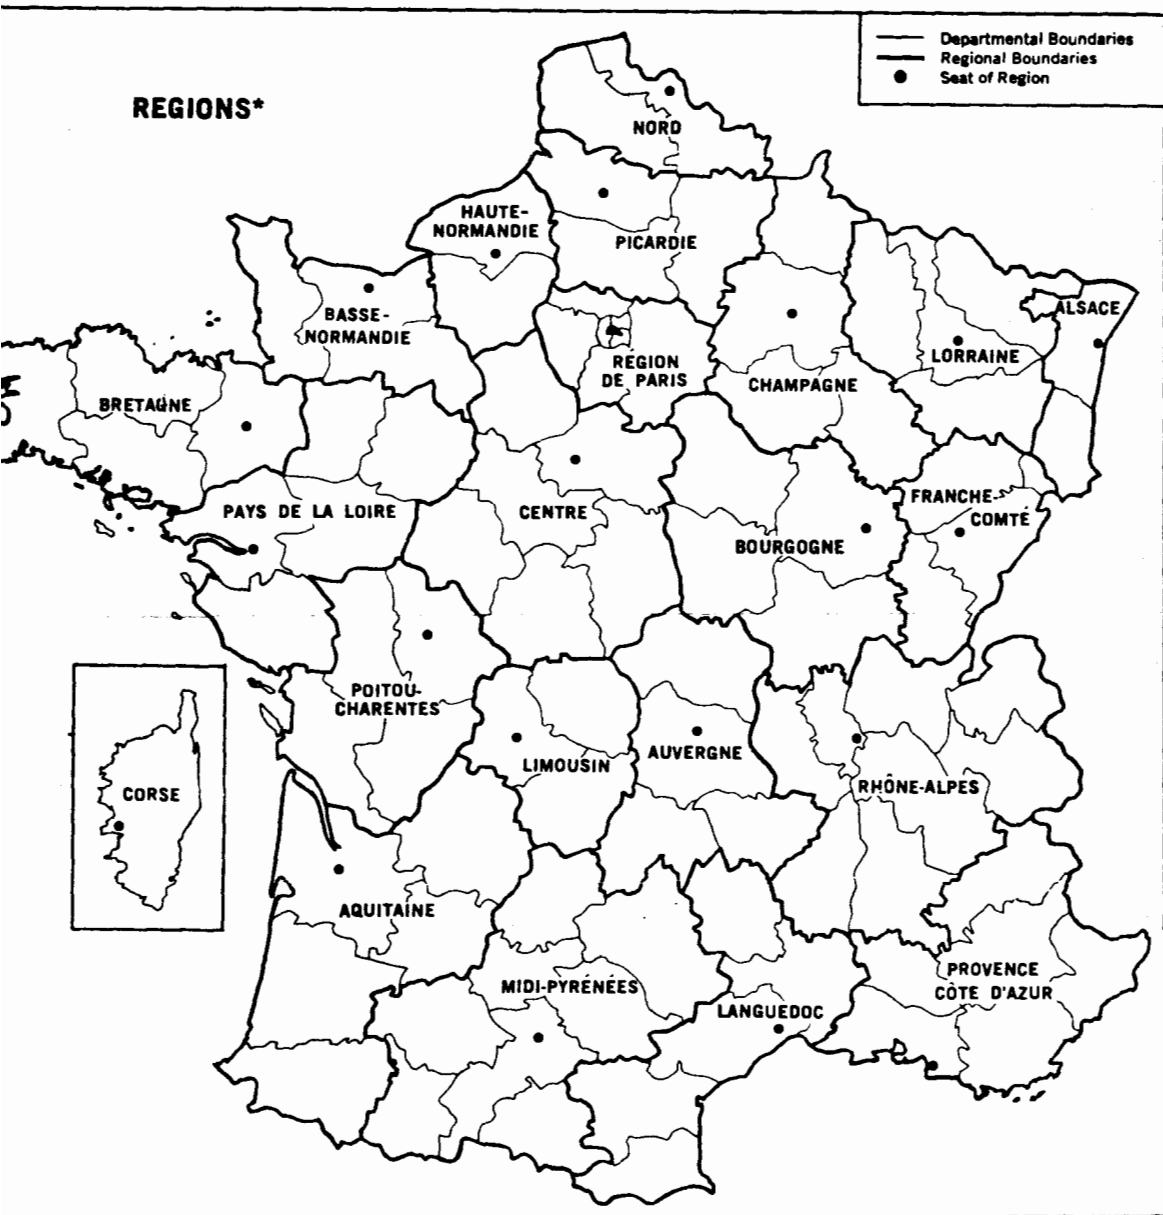 Departmental Boundaries
Regional Boundaries
Seat of Region
REGIONS*
NORD
HAUTE-
NORMANDIE
PICARDIE
BASSE-
NORMANDIE
ALSACE
LORRAINE
RÉGION
DE PARIS
CHAMPAGNE
BRETAGNE
FRANCHE-
COMTÉ
PAYS DE LA LOIRE
CENTRE
BOURGOGNE
POITOU-
CHARENTES
LIMOUSIN
AUVERGNE
RHÔNE-ALPES
CORSE
AQUITAINE
PROVENCE
CÔTE D'AZUR
MIDI-PYRÉNÉES
LANGUEDOC